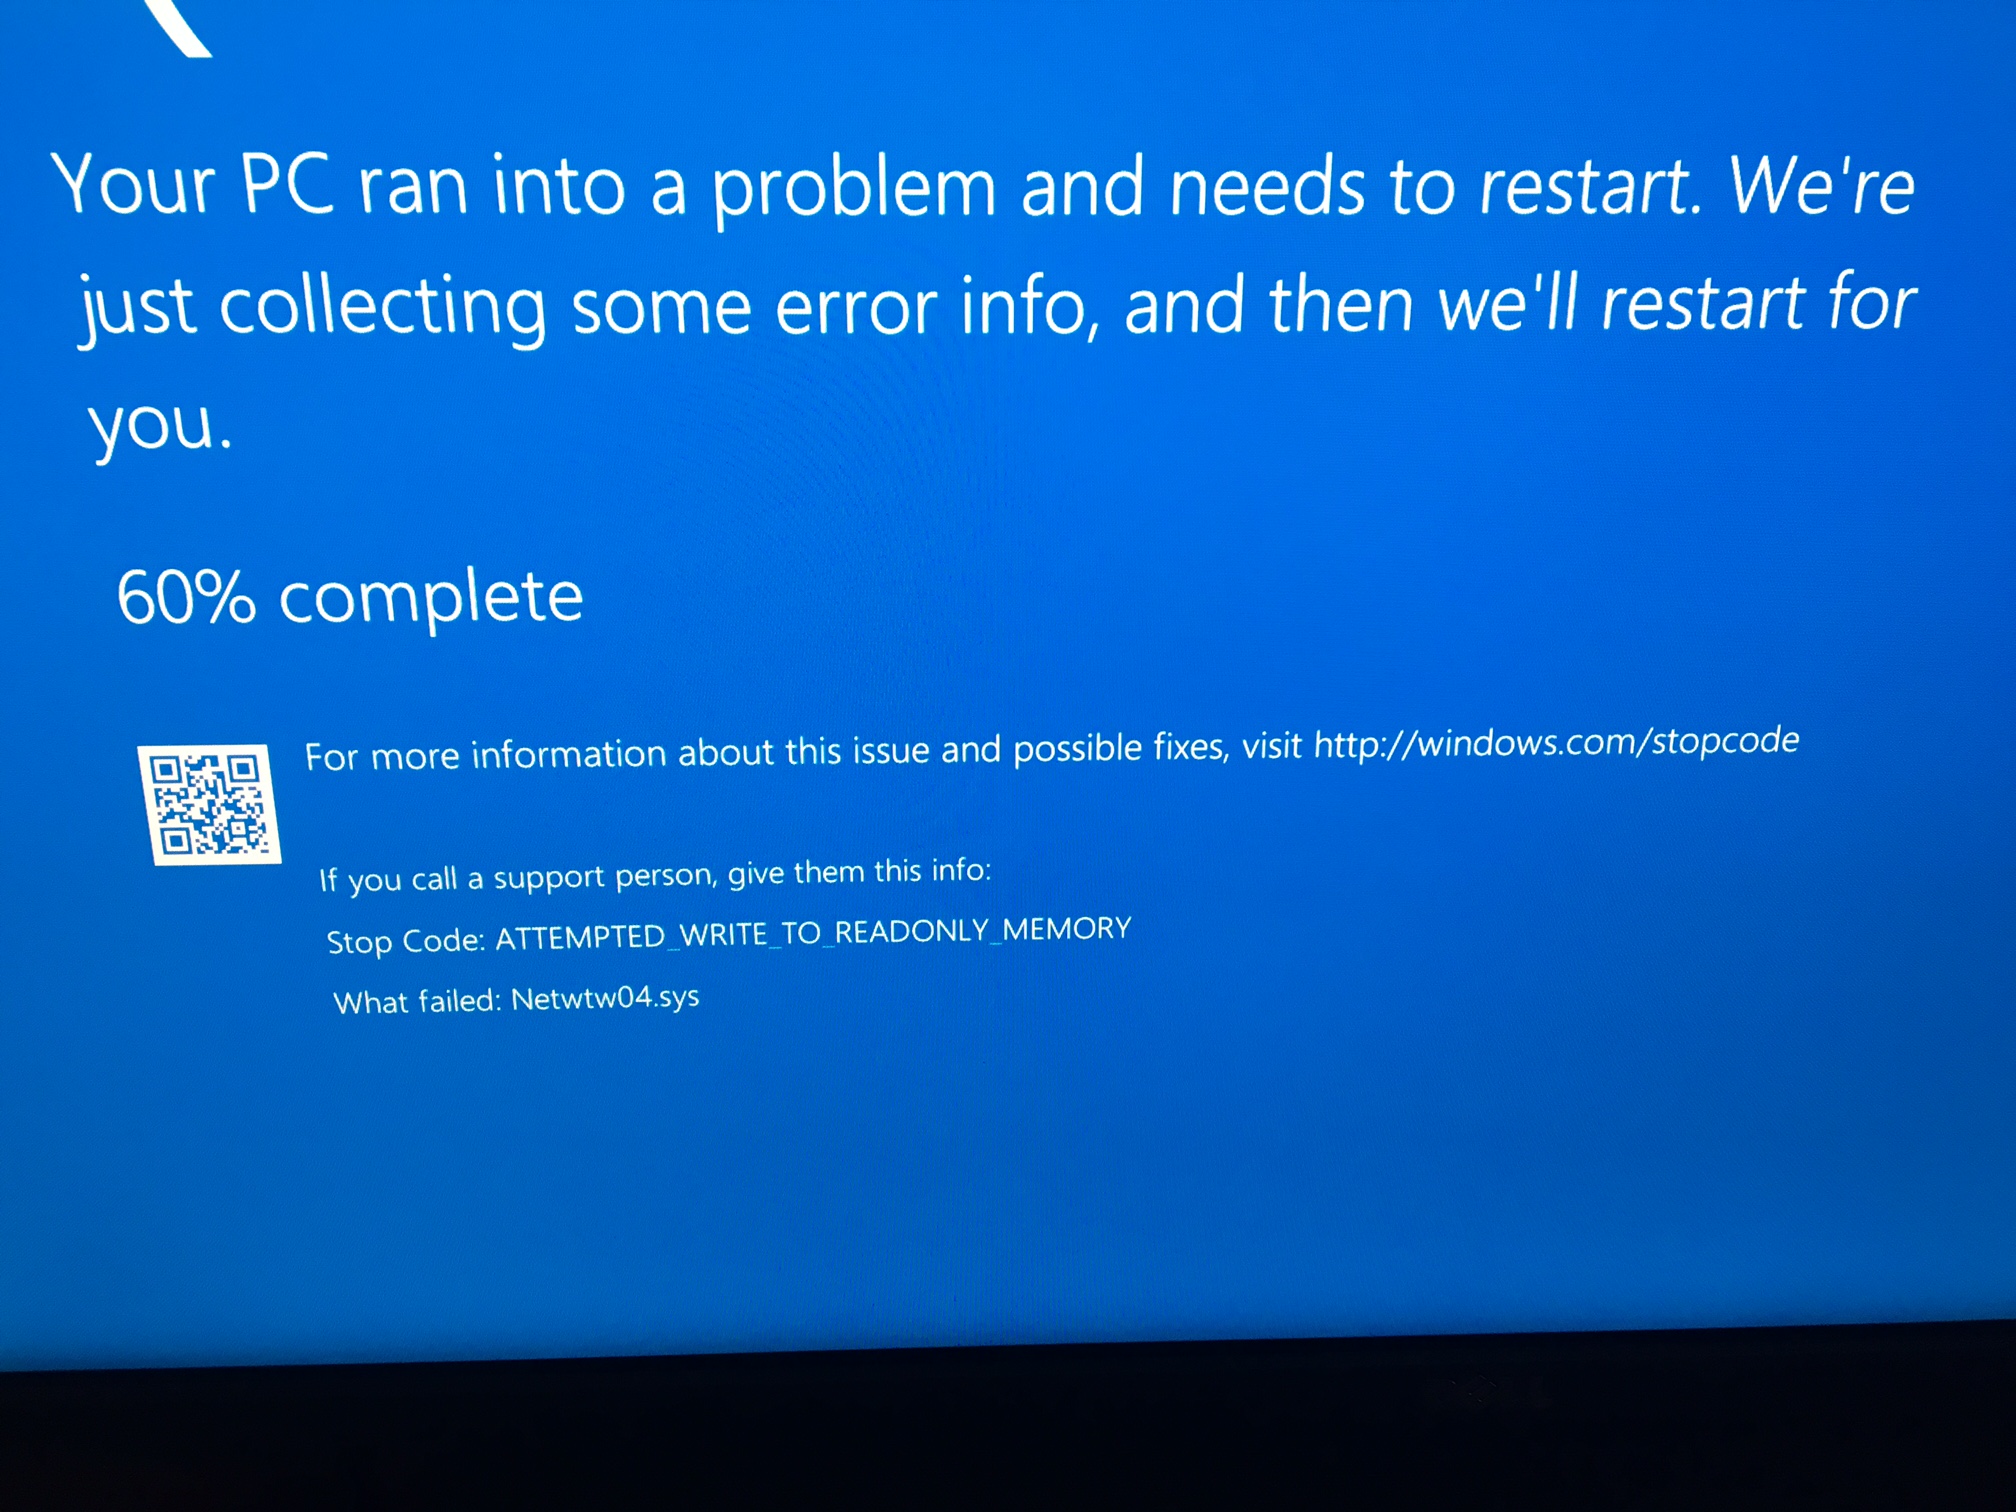 Your PC ran into a problem and needs to restart. We're
just collecting some error info, and then we'll restart for
you.
60% complete
For more information about this issue and possible fixes, visit http://windows.com/stopcode
If you call a support person, give them this info:
Stop Code: ATTEMPTED_WRITE_TO_READONLY_MEMORY
What failed: Netwtw04.sys